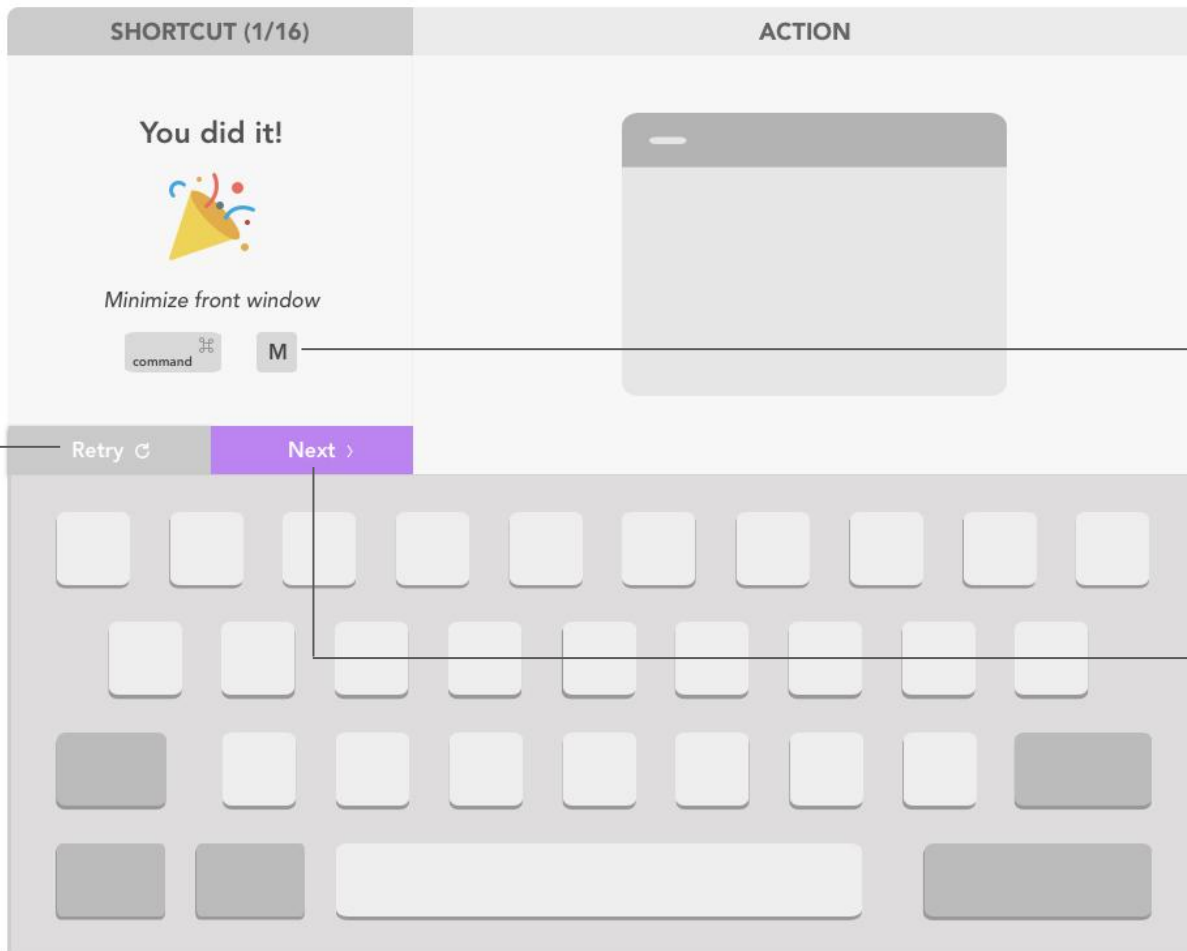 SHORTCUT (1/16)
ACTION
You did it!
Minimize front window
command ⌘
M
Retry
Next >